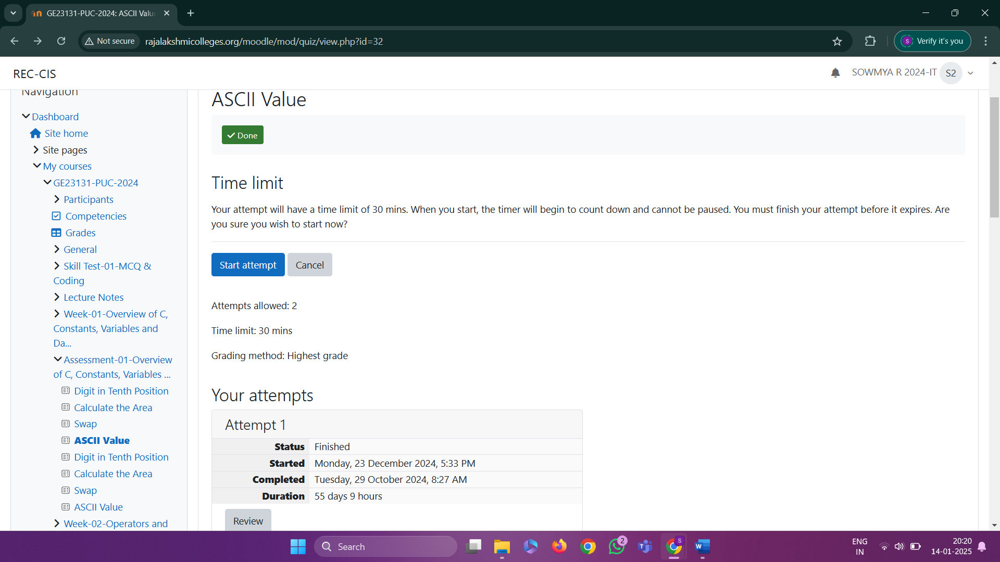 GE23131-PUC-2024: ASCII Valu
Not secure
rajalakshmicolleges.org/moodle/mod/quiz/view.php?id=32
S
Verify it's you
REC-CIS
SOWMYA R 2024-IT
S2
Navigation
Dashboard
Site home
Site pages
My courses
GE23131-PUC-2024
Participants
Competencies
Grades
General
Skill Test-01-MCQ &
Coding
Lecture Notes
Week-01-Overview of C,
Constants, Variables and
Da...
Assessment-01-Overview
of C, Constants, Variables ...
Digit in Tenth Position
Calculate the Area
Swap
ASCII Value
Digit in Tenth Position
Calculate the Area
Swap
ASCII Value
Week-02-Operators and
ASCII Value
Done
Time limit
Your attempt will have a time limit of 30 mins. When you start, the timer will begin to count down and cannot be paused. You must finish your attempt before it expires. Are
you sure you wish to start now?
Start attempt
Cancel
Attempts allowed: 2
Time limit: 30 mins
Grading method: Highest grade
Your attempts
Attempt 1
Status Finished
Started Monday, 23 December 2024, 5:33 PM
Completed Tuesday, 29 October 2024, 8:27 AM
Duration 55 days 9 hours
Review
Search
2
T
S
W
ENG
IN
20:20
14-01-2025